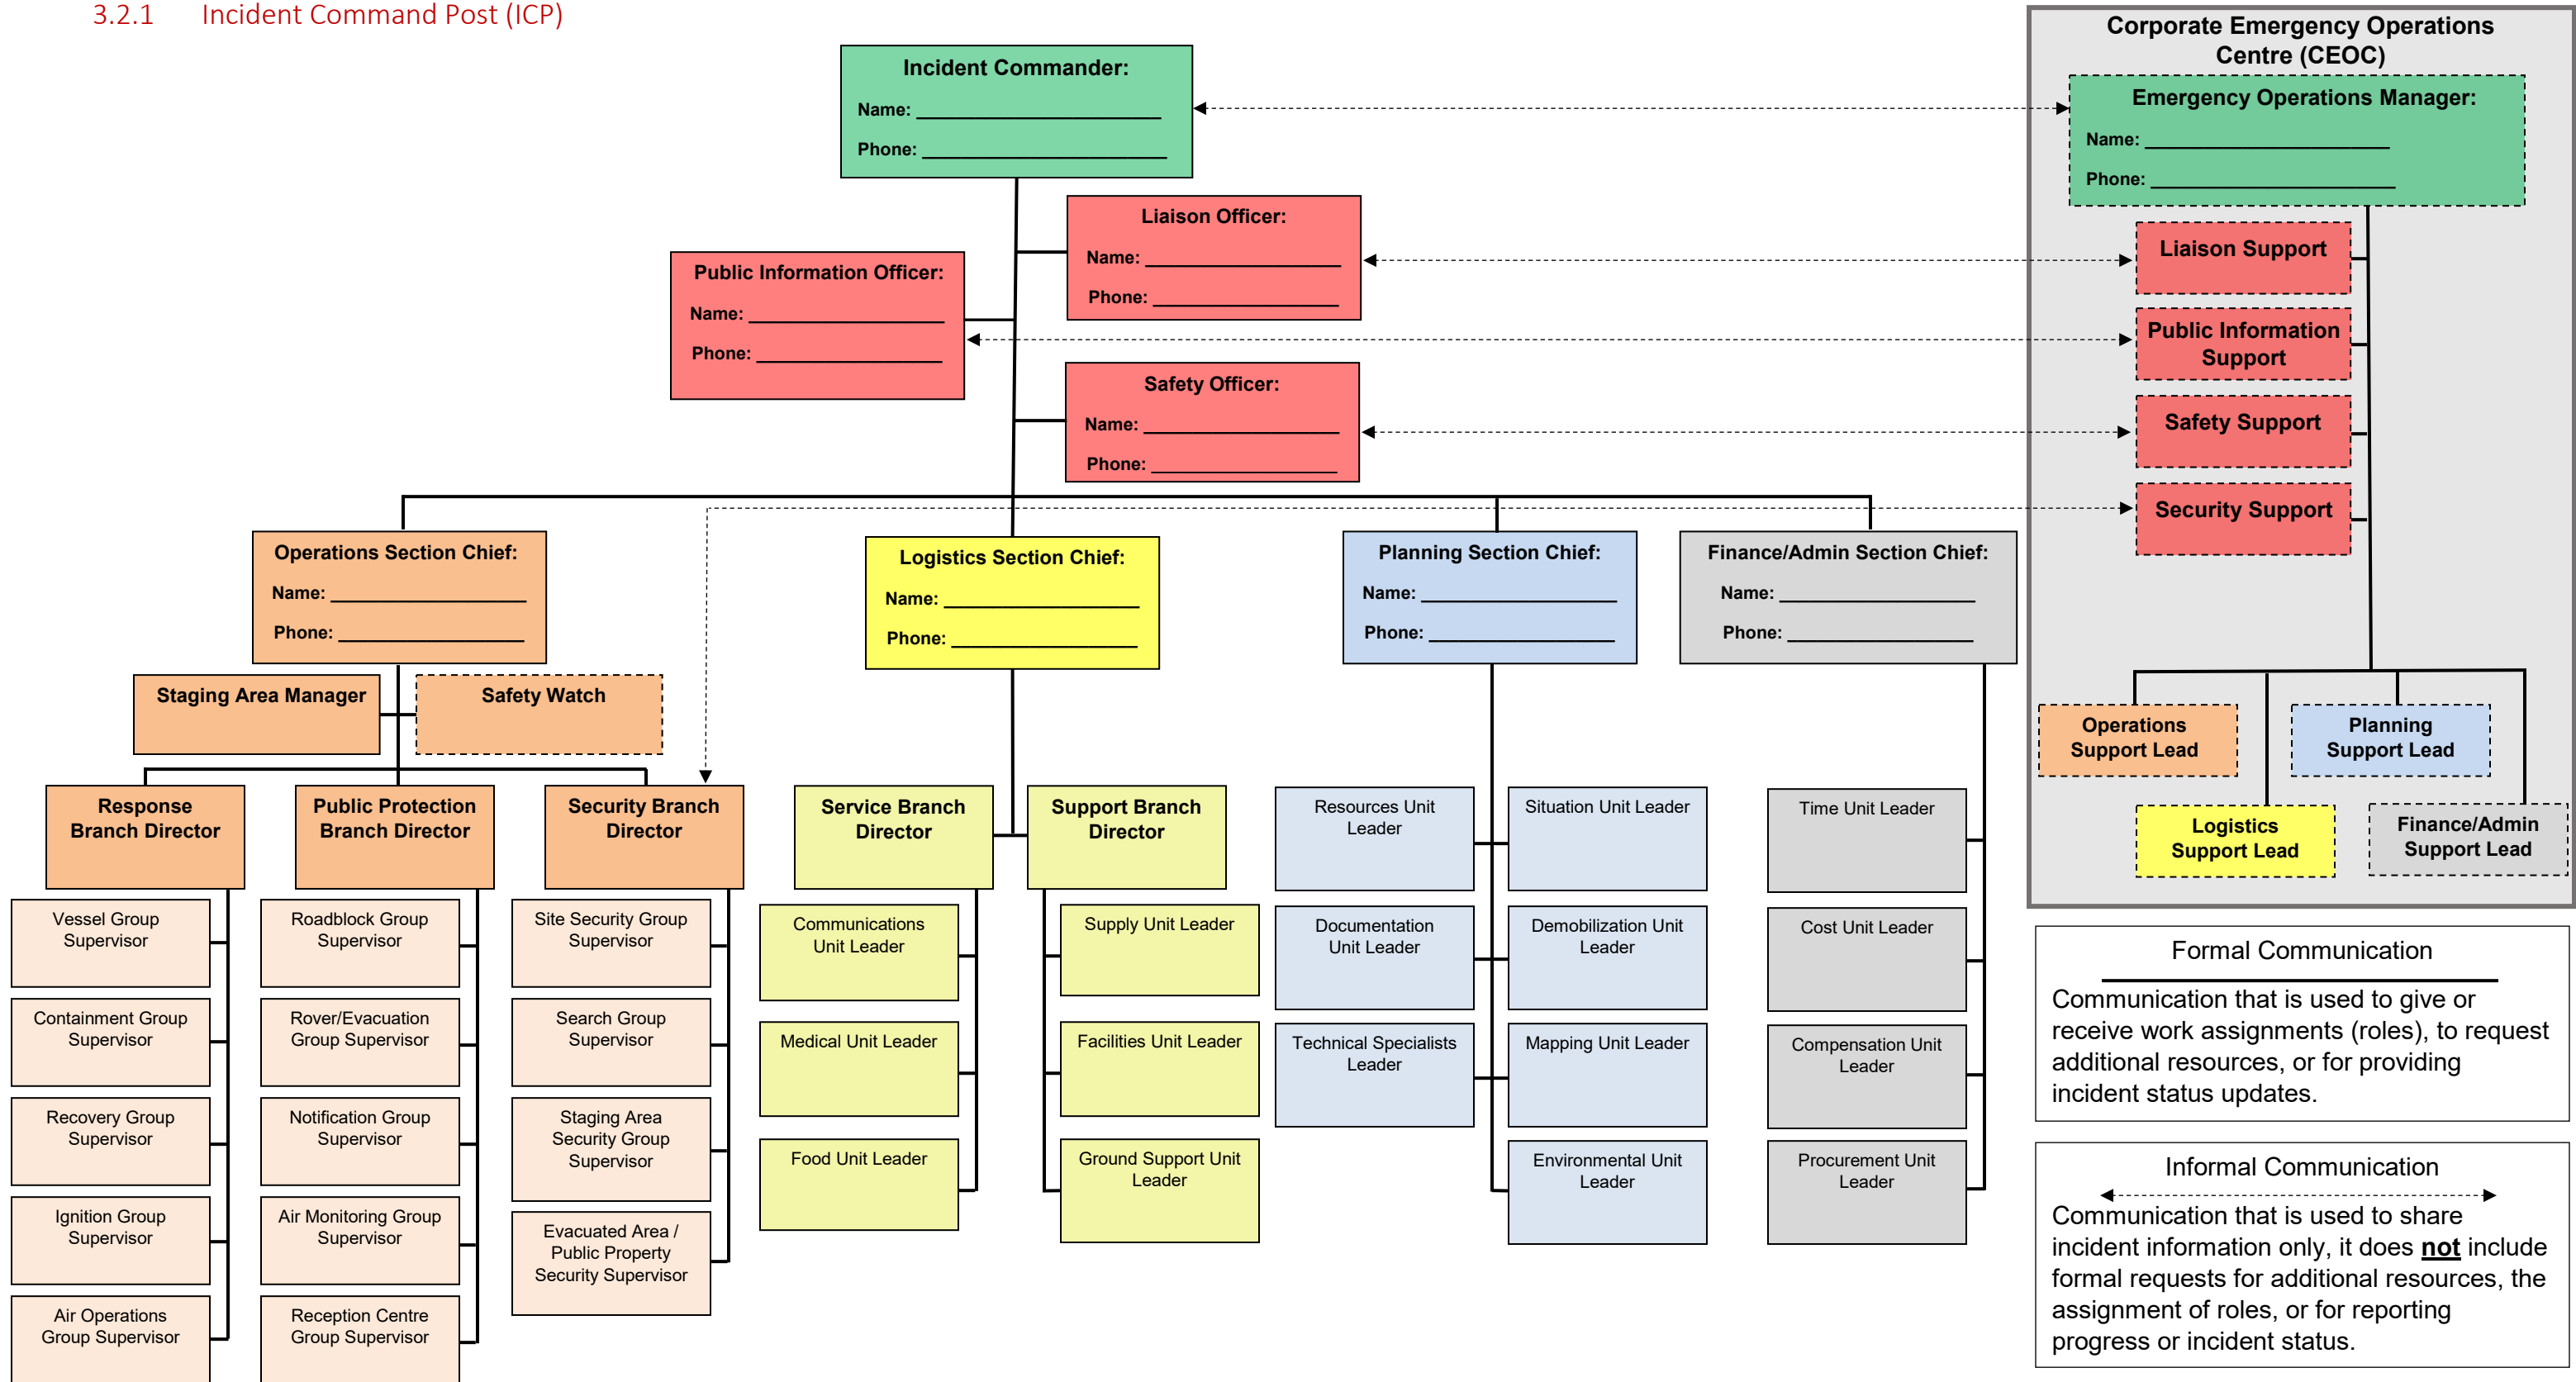 3.2.1 Incident Command Post (ICP)
Incident Commander:
Name: ____________________
Phone: ____________________
Liaison Officer:
Name: ________________
Phone: ________________
Public Information Officer:
Name: ________________
Phone: ________________
Safety Officer:
Name: ________________
Phone: ________________
Operations Section Chief:
Name: ________________
Phone: ________________
Logistics Section Chief:
Name: ________________
Phone: ________________
Planning Section Chief:
Name: ________________
Phone: ________________
Finance/Admin Section Chief:
Name: ________________
Phone: ________________
Staging Area Manager
Safety Watch
Response
Branch Director
Public Protection
Branch Director
Security Branch
Director
Vessel Group
Supervisor
Containment Group
Supervisor
Recovery Group
Supervisor
Ignition Group
Supervisor
Air Operations
Group Supervisor
Roadblock Group
Supervisor
Rover/Evacuation
Group Supervisor
Notification Group
Supervisor
Air Monitoring Group
Supervisor
Reception Centre
Group Supervisor
Site Security Group
Supervisor
Search Group
Supervisor
Staging Area
Security Group
Supervisor
Evacuated Area /
Public Property
Security Supervisor
Service Branch
Director
Support Branch
Director
Communications
Unit Leader
Medical Unit Leader
Food Unit Leader
Supply Unit Leader
Facilities Unit Leader
Ground Support Unit
Leader
Resources Unit
Leader
Situation Unit Leader
Documentation
Unit Leader
Demobilization Unit
Leader
Technical Specialists
Leader
Mapping Unit Leader
Environmental Unit
Leader
Time Unit Leader
Cost Unit Leader
Compensation Unit
Leader
Procurement Unit
Leader
Corporate Emergency Operations
Centre (CEOC)
Emergency Operations Manager:
Name: ____________________
Phone: ____________________
Liaison Support
Public Information
Support
Safety Support
Security Support
Operations
Support Lead
Planning
Support Lead
Logistics
Support Lead
Finance/Admin
Support Lead
Formal Communication
Communication that is used to give or
receive work assignments (roles), to request
additional resources, or for providing
incident status updates.
Informal Communication
Communication that is used to share
incident information only, it does not include
formal requests for additional resources, the
assignment of roles, or for reporting
progress or incident status.